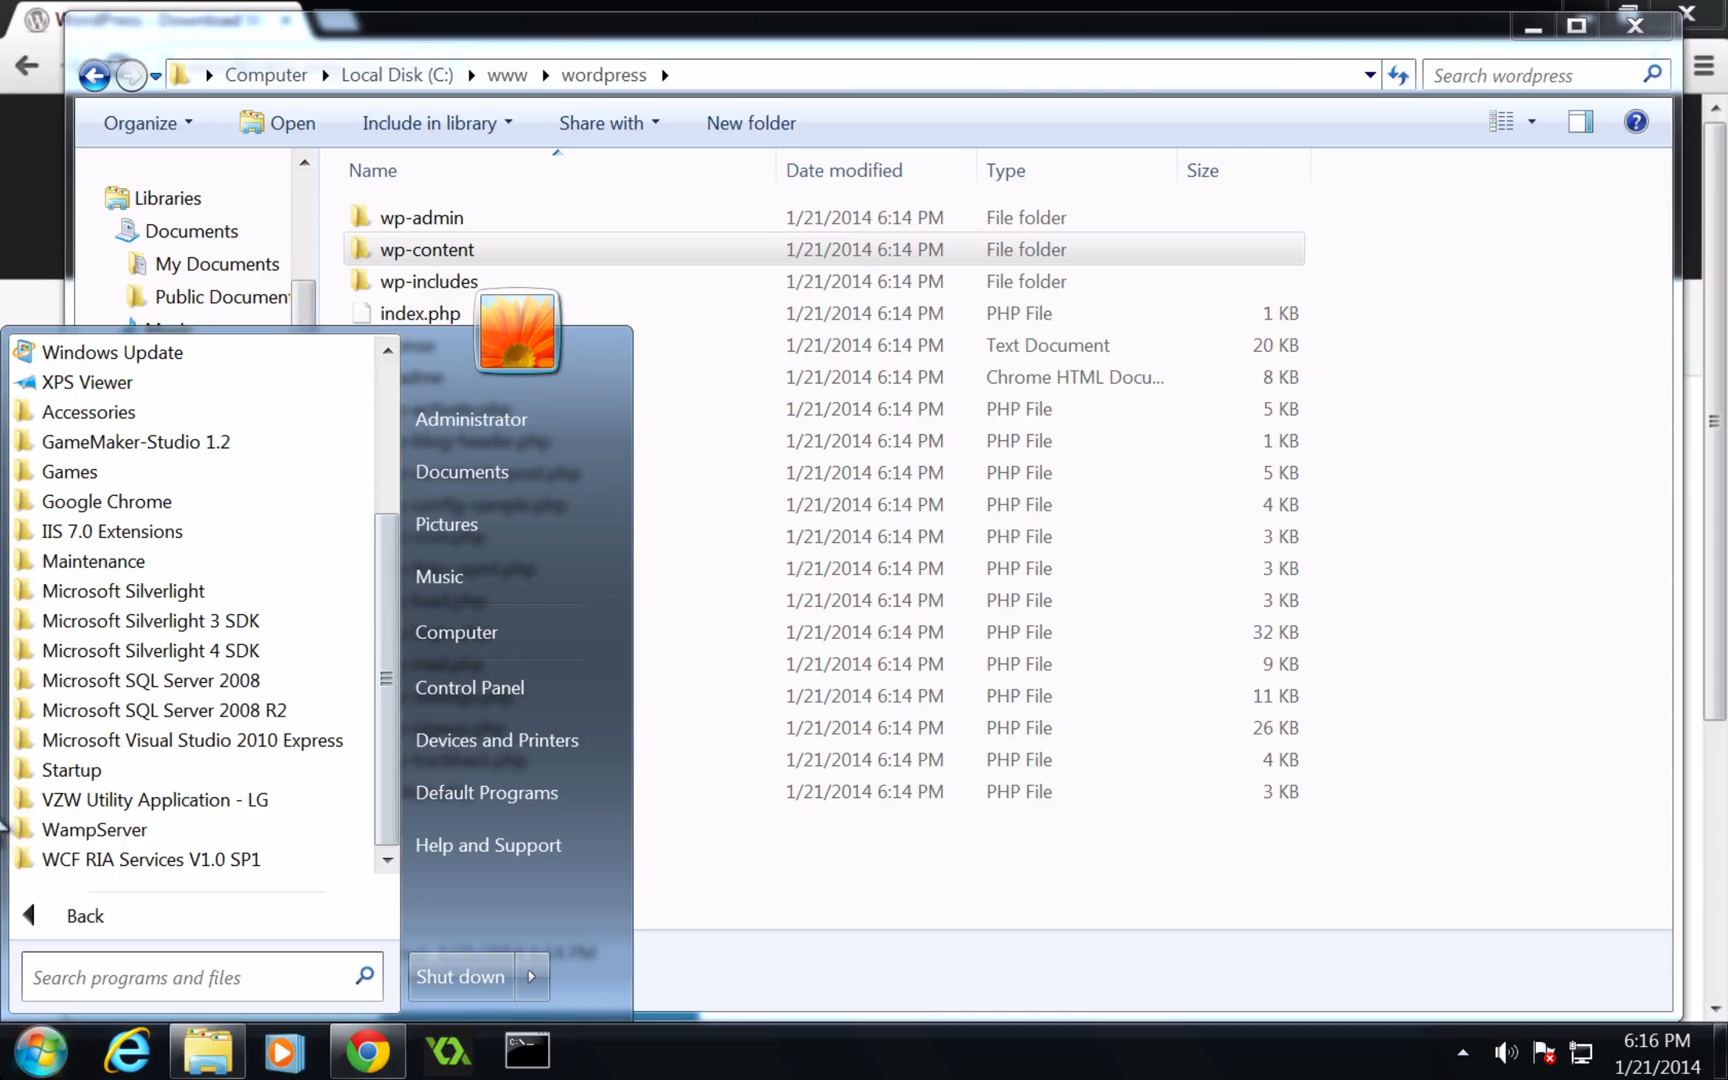 Computer Local Disk (C:) www wordpress
Search wordpress
Organize Open Include in library Share with New folder
Name Date modified Type Size
Libraries
Documents
My Documents
Public Document
wp-admin 1/21/2014 6:14 PM File folder
wp-content 1/21/2014 6:14 PM File folder
wp-includes 1/21/2014 6:14 PM File folder
index.php 1/21/2014 6:14 PM PHP File 1 KB
1/21/2014 6:14 PM Text Document 20 KB
1/21/2014 6:14 PM Chrome HTML Docu... 8 KB
1/21/2014 6:14 PM PHP File 5 KB
1/21/2014 6:14 PM PHP File 1 KB
1/21/2014 6:14 PM PHP File 5 KB
1/21/2014 6:14 PM PHP File 4 KB
1/21/2014 6:14 PM PHP File 3 KB
1/21/2014 6:14 PM PHP File 3 KB
1/21/2014 6:14 PM PHP File 3 KB
1/21/2014 6:14 PM PHP File 32 KB
1/21/2014 6:14 PM PHP File 9 KB
1/21/2014 6:14 PM PHP File 11 KB
1/21/2014 6:14 PM PHP File 26 KB
1/21/2014 6:14 PM PHP File 4 KB
1/21/2014 6:14 PM PHP File 3 KB
Windows Update
XPS Viewer
Accessories
GameMaker-Studio 1.2
Games
Google Chrome
IIS 7.0 Extensions
Maintenance
Microsoft Silverlight
Microsoft Silverlight 3 SDK
Microsoft Silverlight 4 SDK
Microsoft SQL Server 2008
Microsoft SQL Server 2008 R2
Microsoft Visual Studio 2010 Express
Startup
VZW Utility Application - LG
WampServer
WCF RIA Services V1.0 SP1
Back
Search programs and files
Administrator
Documents
Pictures
Music
Computer
Control Panel
Devices and Printers
Default Programs
Help and Support
Shut down
6:16 PM
1/21/2014